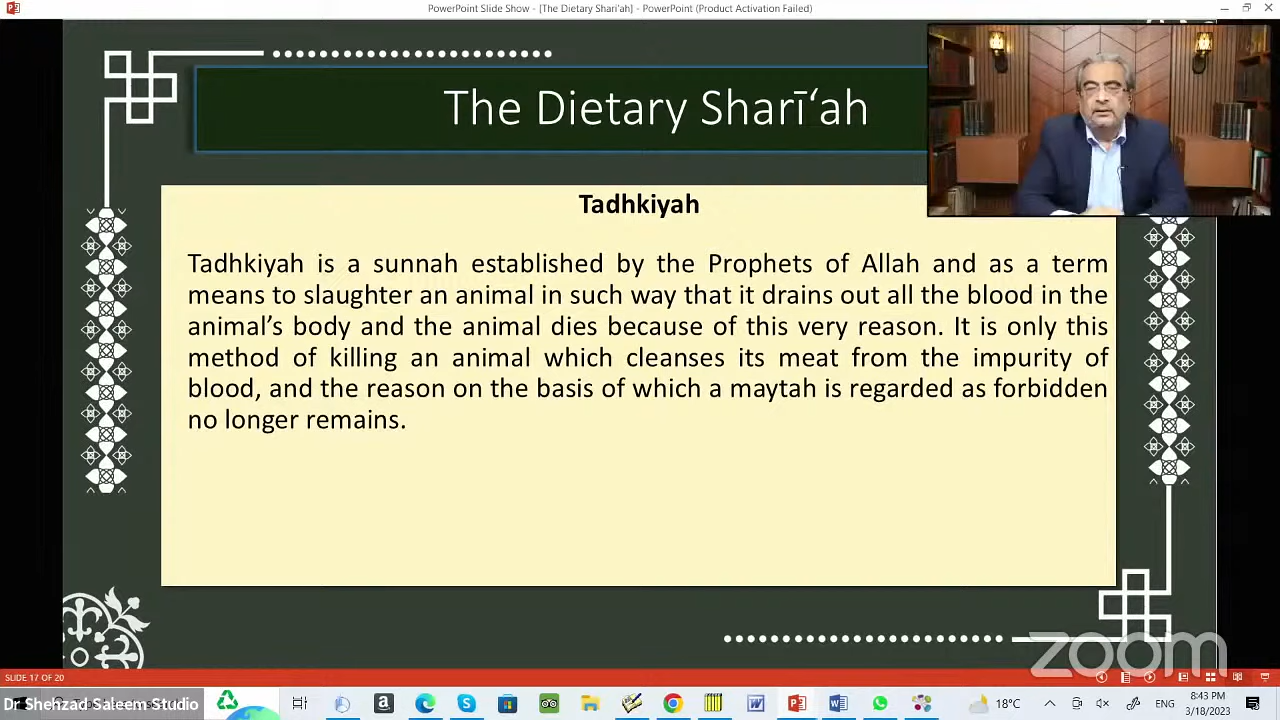 PowerPoint Slide Show - [The Dietary Shari'ah] - PowerPoint (Product Activation Failed)
The Dietary Sharī‘ah
Tadhkiyah
Tadhkiyah is a sunnah established by the Prophets of Allah and as a term
means to slaughter an animal in such way that it drains out all the blood in the
animal’s body and the animal dies because of this very reason. It is only this
method of killing an animal which cleanses its meat from the impurity of
blood, and the reason on the basis of which a maytah is regarded as forbidden
no longer remains.
zoom
SLIDE 17 OF 20
Dr Shehzad Saleem Studio
18°C
ENG
8:43 PM
3/18/2023